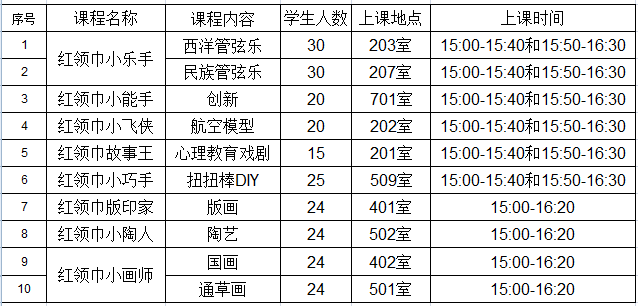 序号 课程名称 课程内容 学生人数 上课地点 上课时间
1 红领巾小乐手 西洋管弦乐 30 203室 15:00-15:40和15:50-16:30
2 民族管弦乐 30 207室 15:00-15:40和15:50-16:30
3 红领巾小能手 创新 20 701室 15:00-15:40和15:50-16:30
4 红领巾小飞侠 航空模型 20 202室 15:00-15:40和15:50-16:30
5 红领巾故事王 心理教育戏剧 15 201室 15:00-15:40和15:50-16:30
6 红领巾小巧手 扭扭棒DIY 25 509室 15:00-15:40和15:50-16:30
7 红领巾版印家 版画 24 401室 15:00-16:20
8 红领巾小陶人 陶艺 24 502室 15:00-16:20
9 红领巾小画师 国画 24 402室 15:00-16:20
10 通草画 24 501室 15:00-16:20